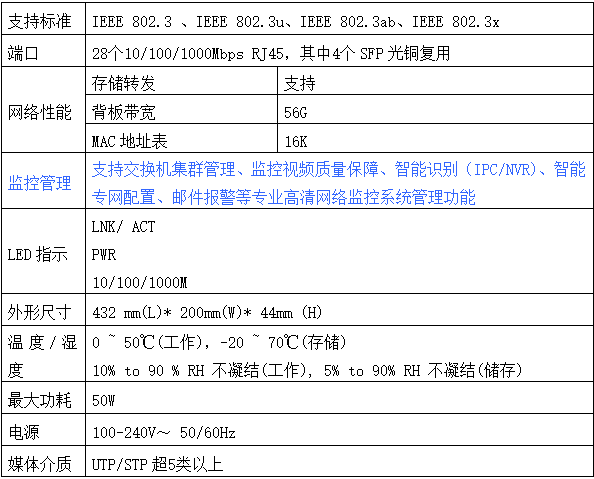 支持标准 IEEE 802.3 、IEEE 802.3u、IEEE 802.3ab、IEEE 802.3x
端口 28个10/100/1000Mbps RJ45，其中4个 SFP 光铜复用
网络性能
存储转发 支持
背板带宽 56G
MAC 地址表 16K
监控管理
支持交换机集群管理、监控视频质量保障、智能识别（IPC/NVR）、智能
专网配置、邮件报警等专业高清网络监控系统管理功能
LED 指示
LNK/ ACT
PWR
10/100/1000M
外形尺寸 432 mm(L)* 200mm(W)* 44mm (H)
温度/湿
度
0 ~ 50℃(工作)，-20 ~ 70℃(存储)
10% to 90 % RH 不凝结(工作), 5% to 90% RH 不凝结(储存)
最大功耗 50W
电源 100-240V～ 50/60Hz
媒体介质 UTP/STP 超5类以上